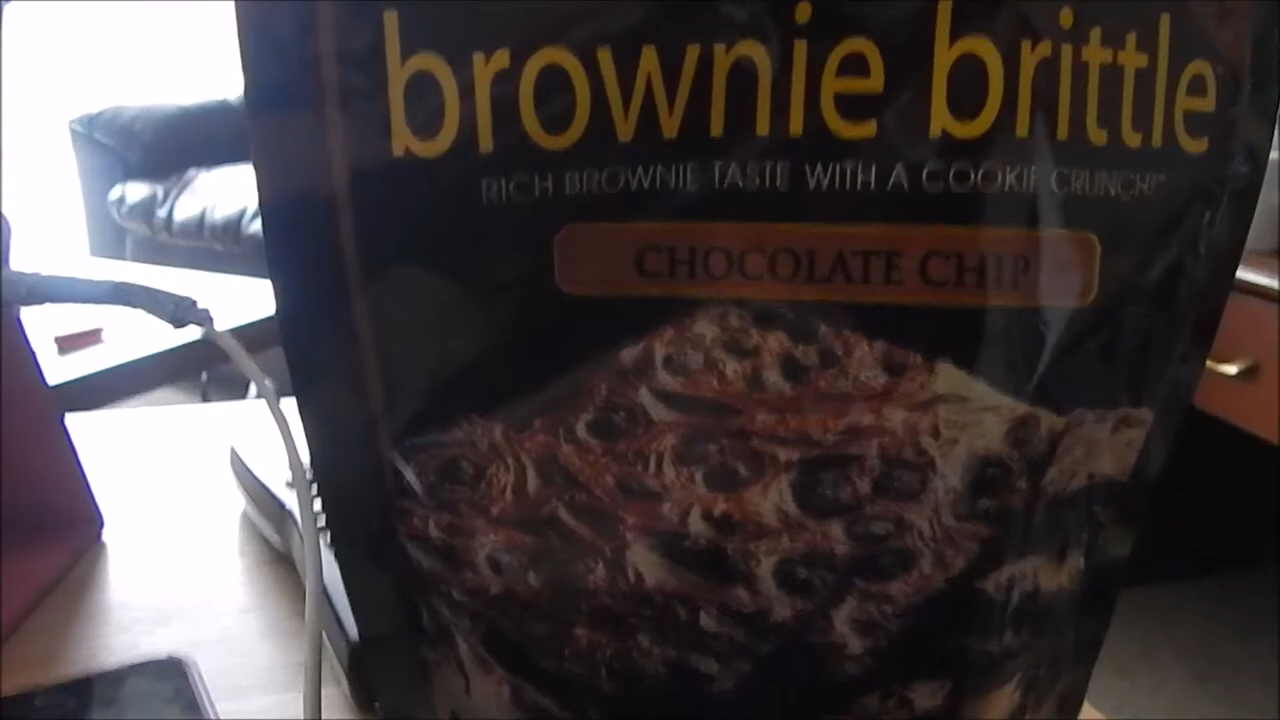 brownie brittle
RICH BROWNIE TASTE WITH A COOKIE CRUNCH!
CHOCOLATE CHIP